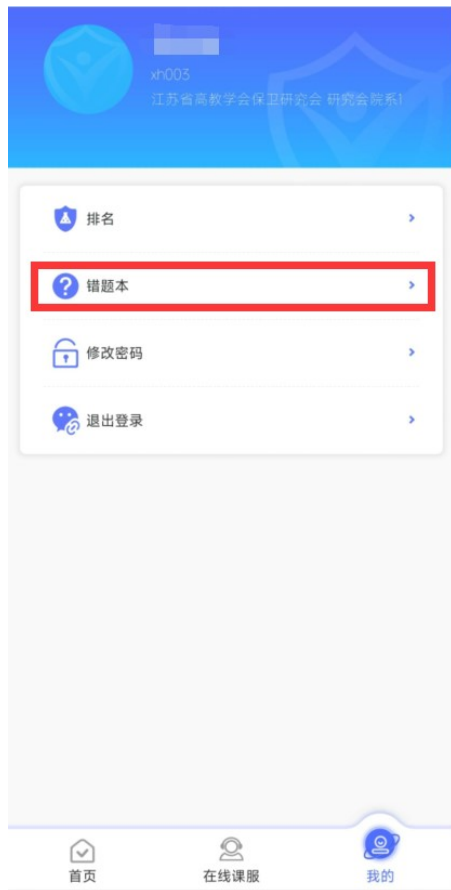 xh003
江苏省高教学会保卫研究会 研究会院系1
排名
错题本
修改密码
退出登录
首页
在线课服
我的